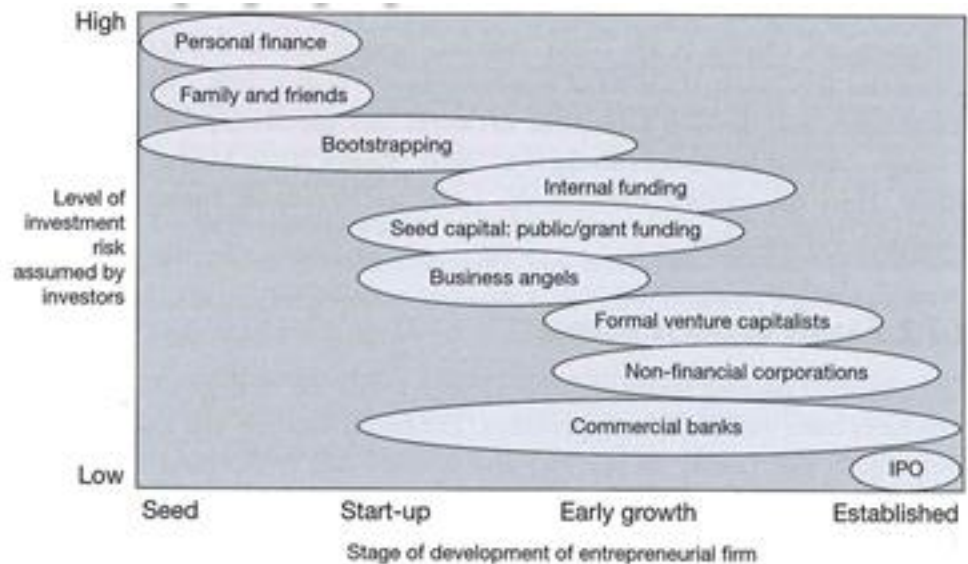 High
Personal finance
Family and friends
Bootstrapping
Internal funding
Level of
investment
risk
assumed by
investors
Seed capital: public/grant funding
Business angels
Formal venture capitalists
Non-financial corporations
Commercial banks
IPO
Low
Seed
Start-up
Early growth
Established
Stage of development of entrepreneurial firm